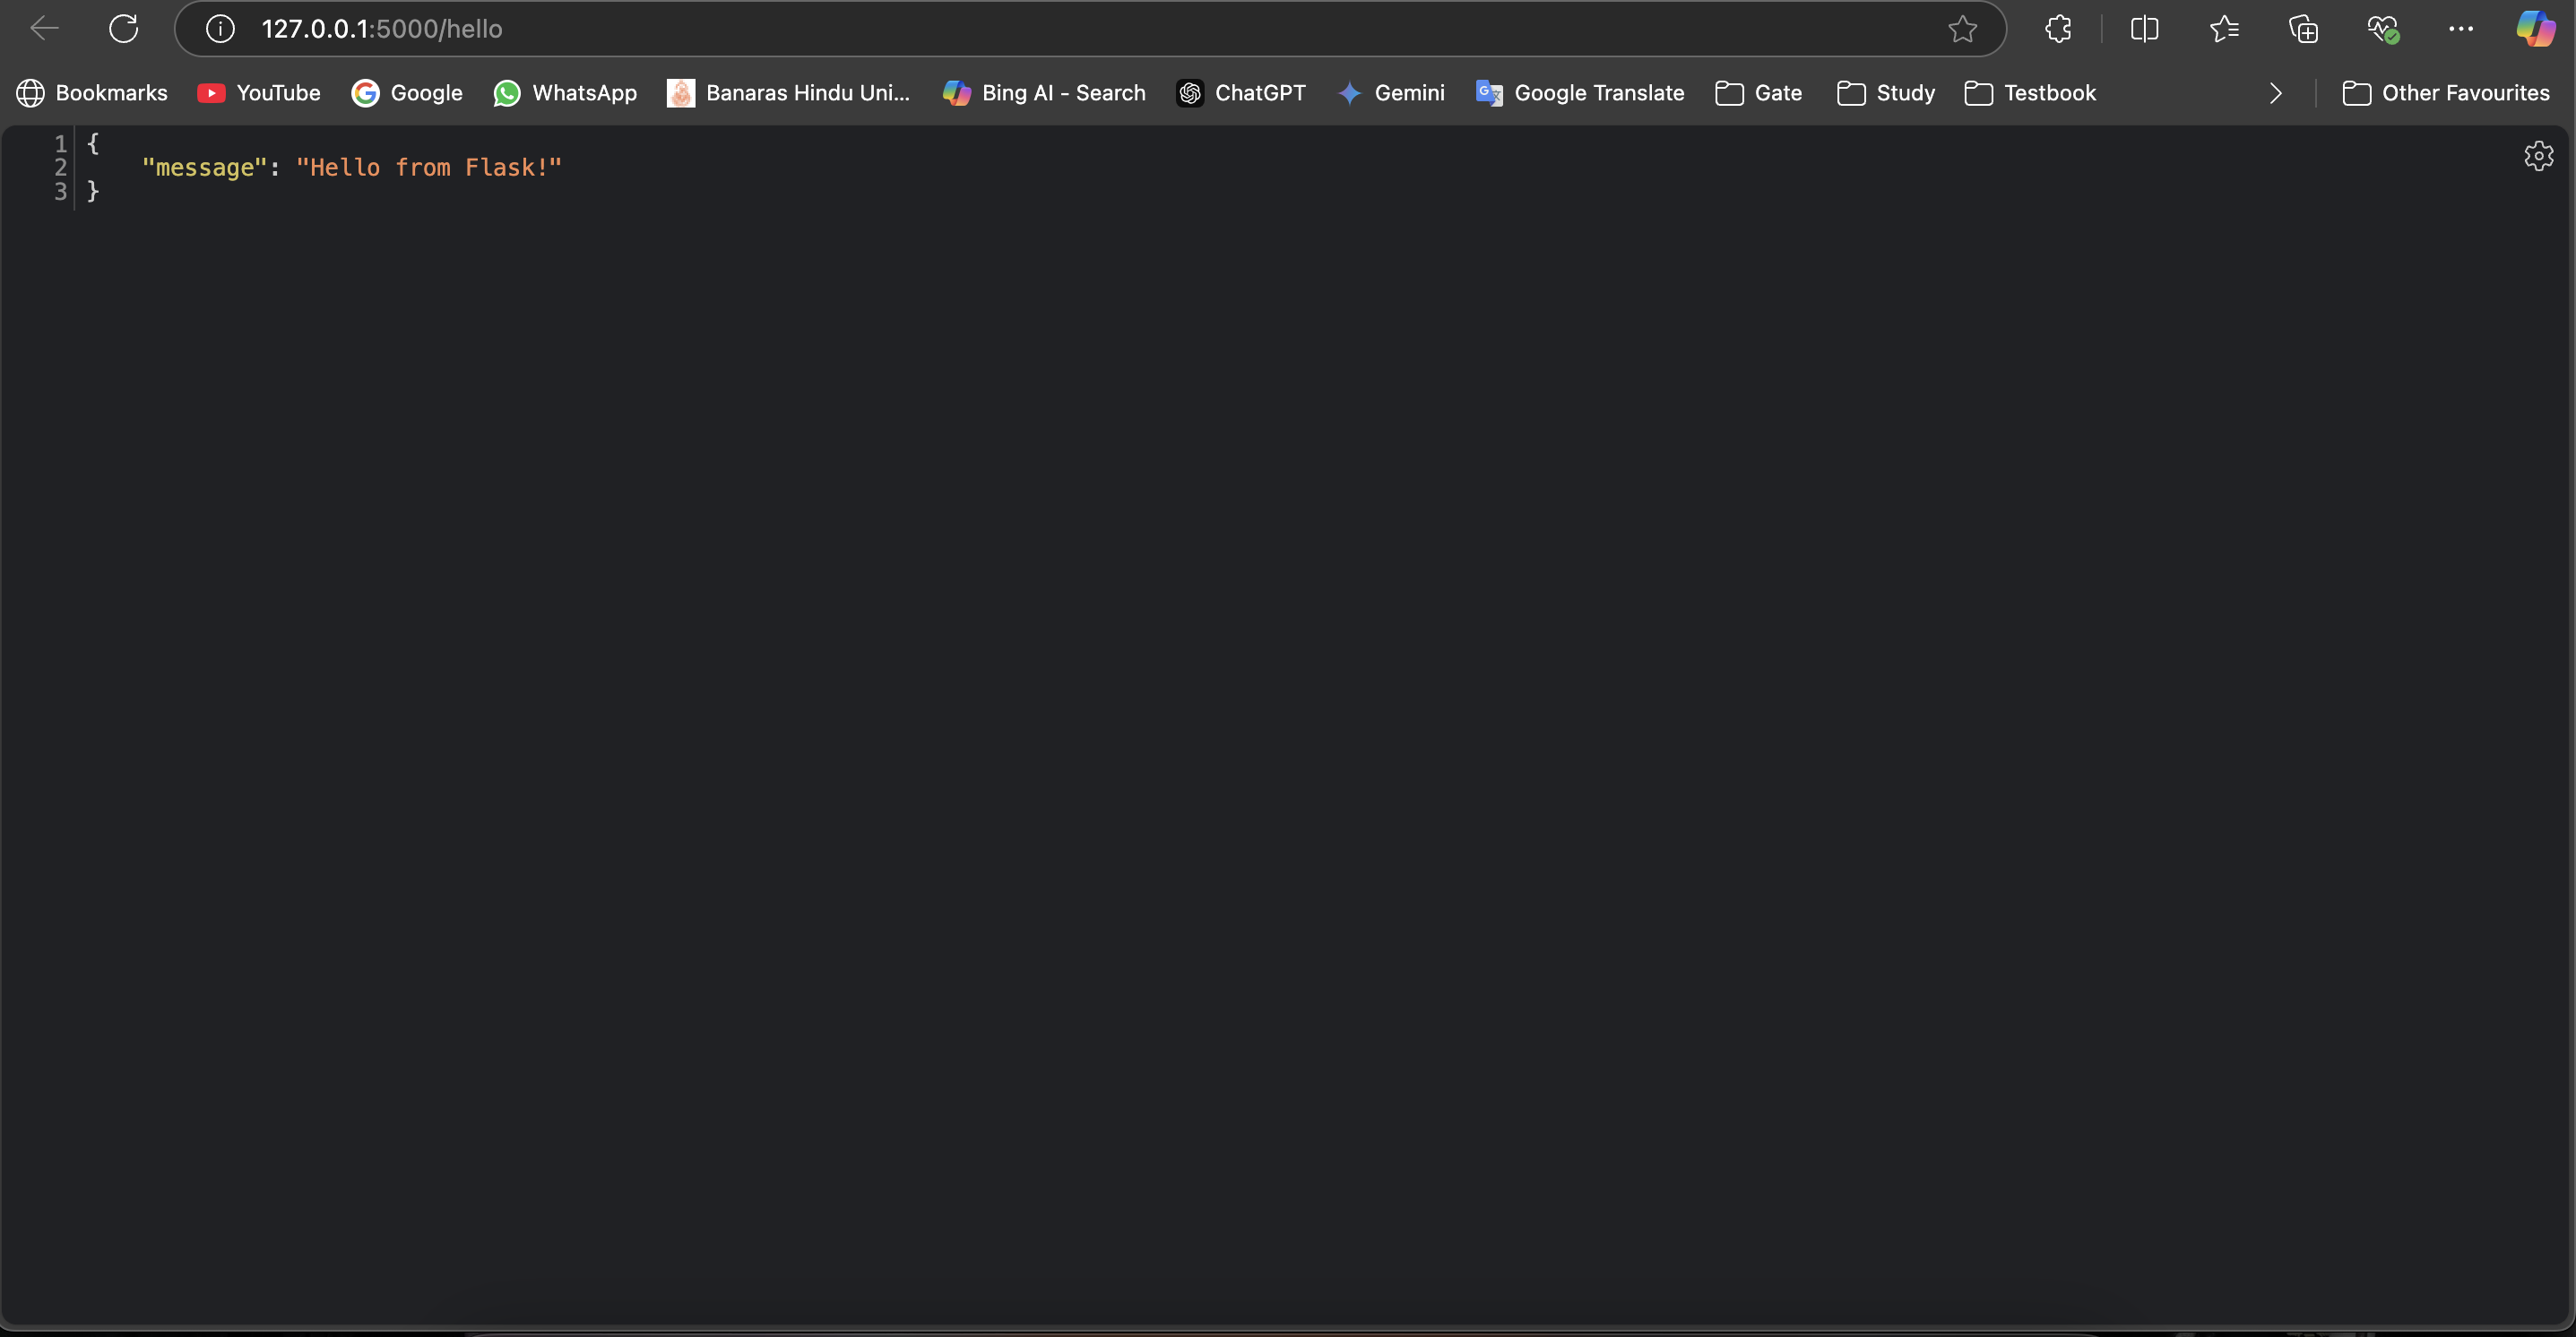 127.0.0.1:5000/hello
Bookmarks YouTube Google WhatsApp Banaras Hindu Uni... Bing AI - Search ChatGPT Gemini Google Translate Gate Study Testbook Other Favourites
1 {
2 "message": "Hello from Flask!"
3 }